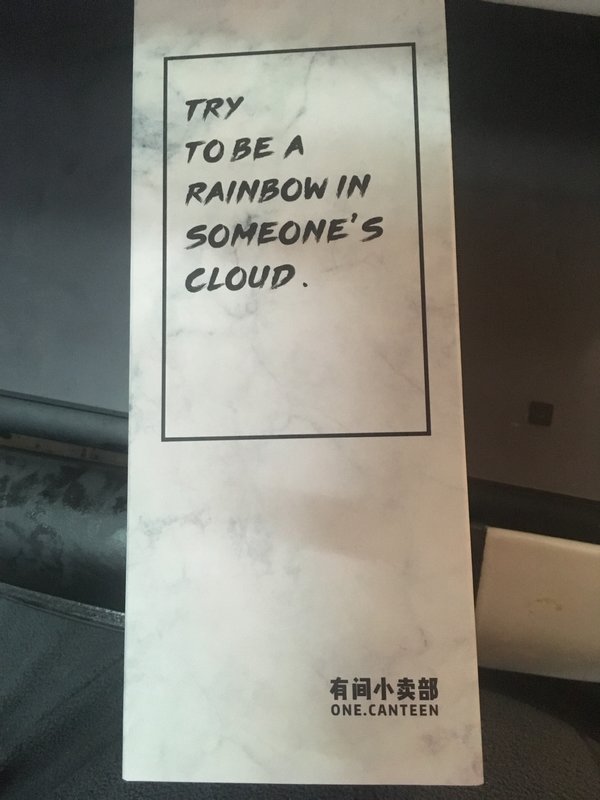 TRY
TO BE A
RAINBOW IN
SOMEONE'S
CLOUD.
有间小卖部
ONE.CANTEEN